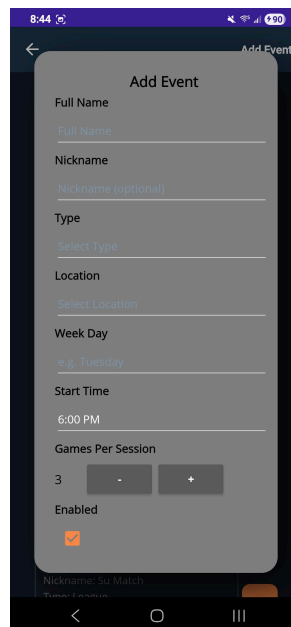 8:44
90
Add Event
Add Event
Full Name
Full Name
Nickname
Nickname (optional)
Type
Select Type
Location
Select Location
Week Day
e.g. Tuesday
Start Time
6:00 PM
Games Per Session
3 - +
Enabled
Nickname: Su Match
Type: League